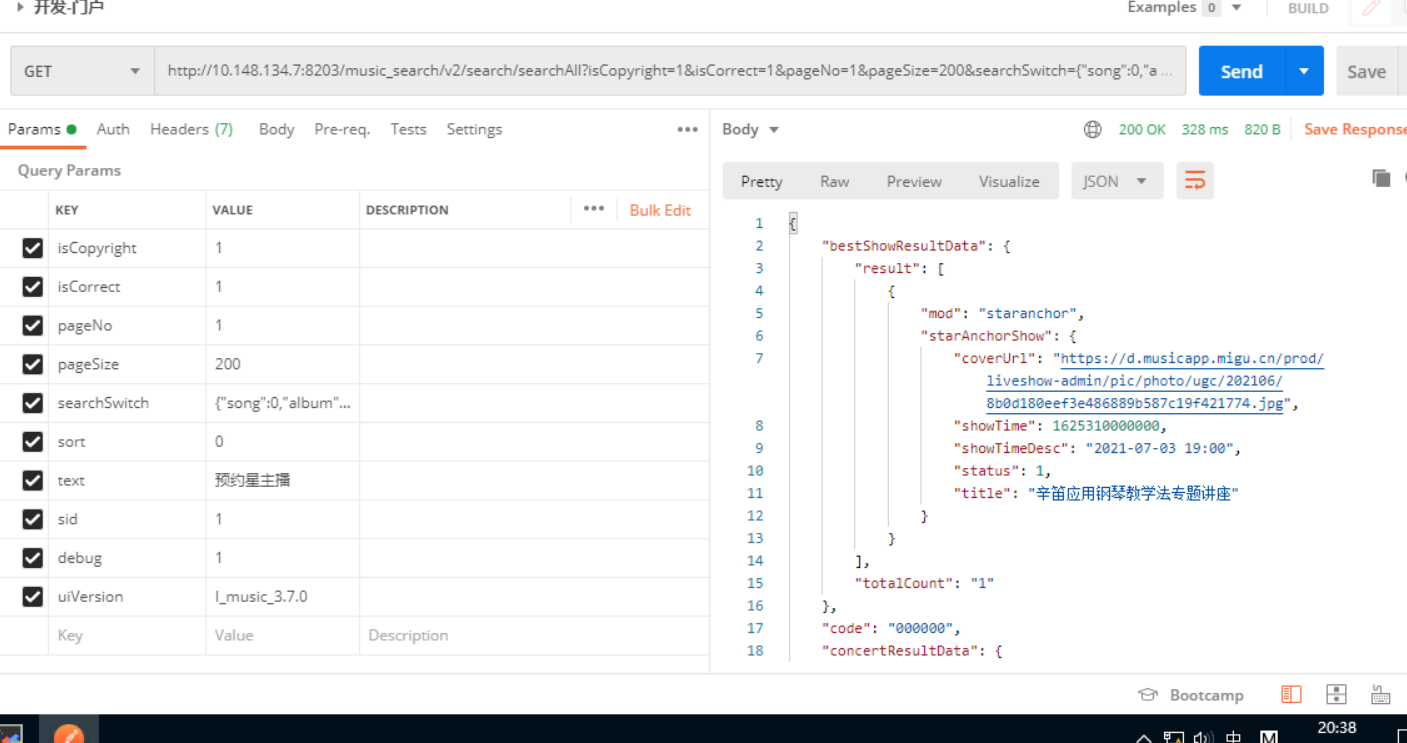 开发-门户
Examples 0 BUILD
GET http://10.148.134.7:8203/music_search/v2/search/searchAll?isCopyright=1&isCorrect=1&pageNo=1&pageSize=200&searchSwitch={"song":0,"a ... Send Save
Params Auth Headers (7) Body Pre-req. Tests Settings
Query Params
KEY VALUE DESCRIPTION Bulk Edit
isCopyright 1
isCorrect 1
pageNo 1
pageSize 200
searchSwitch {"song":0,"album"...
sort 0
text 预约星主播
sid 1
debug 1
uiVersion I_music_3.7.0
Key Value Description
Body 200 OK 328 ms 820 B Save Response
Pretty Raw Preview Visualize JSON
1 {
2 "bestShowResultData": {
3 "result": [
4 {
5 "mod": "staranchor",
6 "starAnchorShow": {
7 "coverUrl": "https://d.musicapp.migu.cn/prod/
liveshow-admin/pic/photo/ugc/202106/
8b0d180eef3e486889b587c19f421774.jpg",
8 "showTime": 1625310000000,
9 "showTimeDesc": "2021-07-03 19:00",
10 "status": 1,
11 "title": "辛笛应用钢琴教学法专题讲座"
12 }
13 }
14 ],
15 "totalCount": "1"
16 },
17 "code": "000000",
18 "concertResultData": {
Bootcamp
中 M 20:38